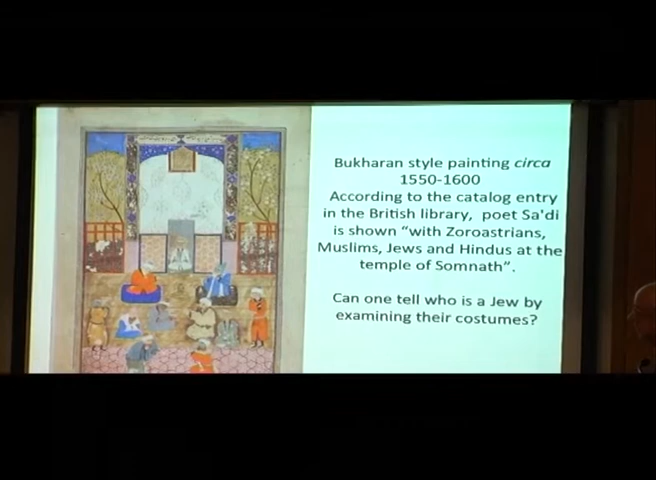 Bukharan style painting circa
1550-1600
According to the catalog entry
in the British library, poet Sa'di
is shown “with Zoroastrians,
Muslims, Jews and Hindus at the
temple of Somnath”.
Can one tell who is a Jew by
examining their costumes?